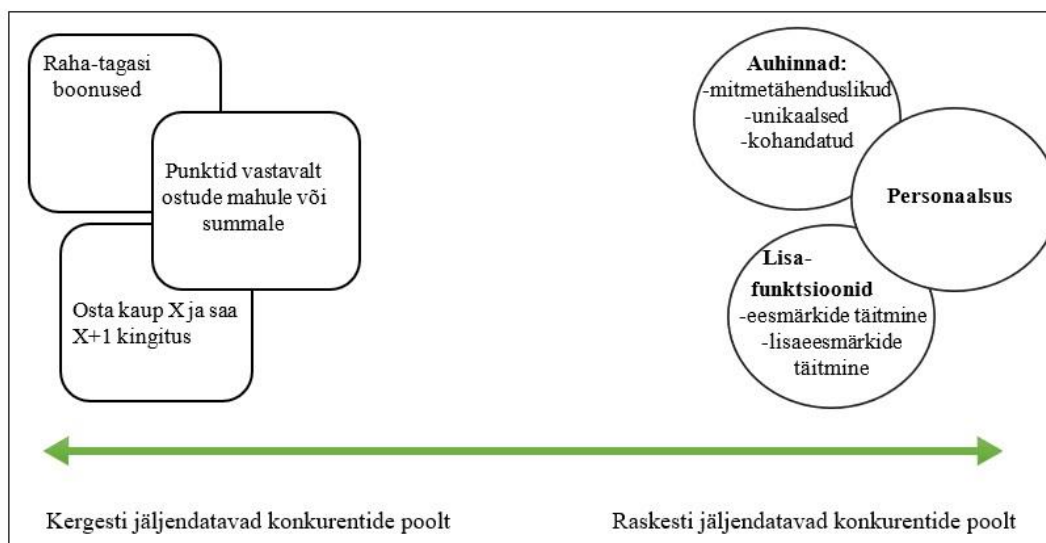 Raha-tagasi
boonused
Punktid vastavalt
ostude mahule või
summale
Osta kaup X ja saa
X+1 kingitus
Auhinnad:
-mitmetähenduslikud
-unikaalsed
-kohandatud
Personaalsus
Lisa-
funktsioonid
-eesmärkide täitmine
-lisaeesmärkide
täitmine
Kergesti jäljendatavad konkurentide poolt
Raskesti jäljendatavad konkurentide poolt